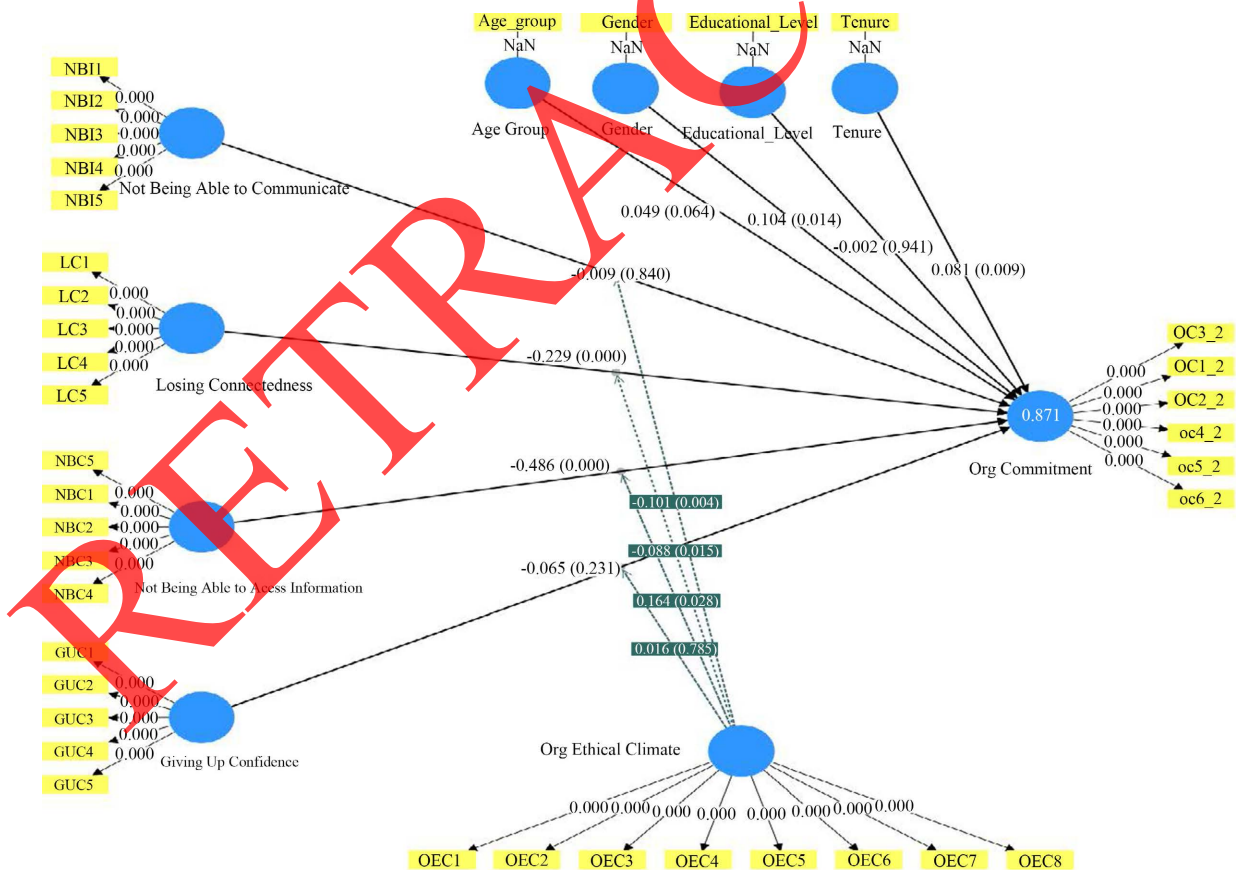 Age_group
Gender
Educational_Level
Tenure
NaN
NaN
NaN
NaN
Age Group
Gender
Educational_Level
Tenure
NBI1
NBI2
NBI3
NBI4
NBI5
0.000
0.000
0.000
0.000
0.000
Not Being Able to Communicate
0.049 (0.064)
0.104 (0.014)
-0.002 (0.941)
0.081 (0.009)
-0.009 (0.840)
LC1
LC2
LC3
LC4
LC5
0.000
0.000
0.000
0.000
0.000
Losing Connectedness
-0.229 (0.000)
OC3_2
OC1_2
OC2_2
oc4_2
oc5_2
oc6_2
0.000
0.000
0.000
0.000
0.000
0.000
0.871
Org Commitment
NBC5
NBC1
NBC2
NBC3
NBC4
0.000
0.000
0.000
0.000
0.000
Not Being Able to Acess Information
-0.486 (0.000)
-0.101 (0.004)
-0.088 (0.015)
-0.065 (0.231)
0.164 (0.028)
0.016 (0.785)
GUC1
GUC2
GUC3
GUC4
GUC5
0.000
0.000
0.000
0.000
0.000
Giving Up Confidence
Org Ethical Climate
0.000
0.000
0.000
0.000
0.000
0.000
0.000
0.000
OEC1
OEC2
OEC3
OEC4
OEC5
OEC6
OEC7
OEC8
RETRAC